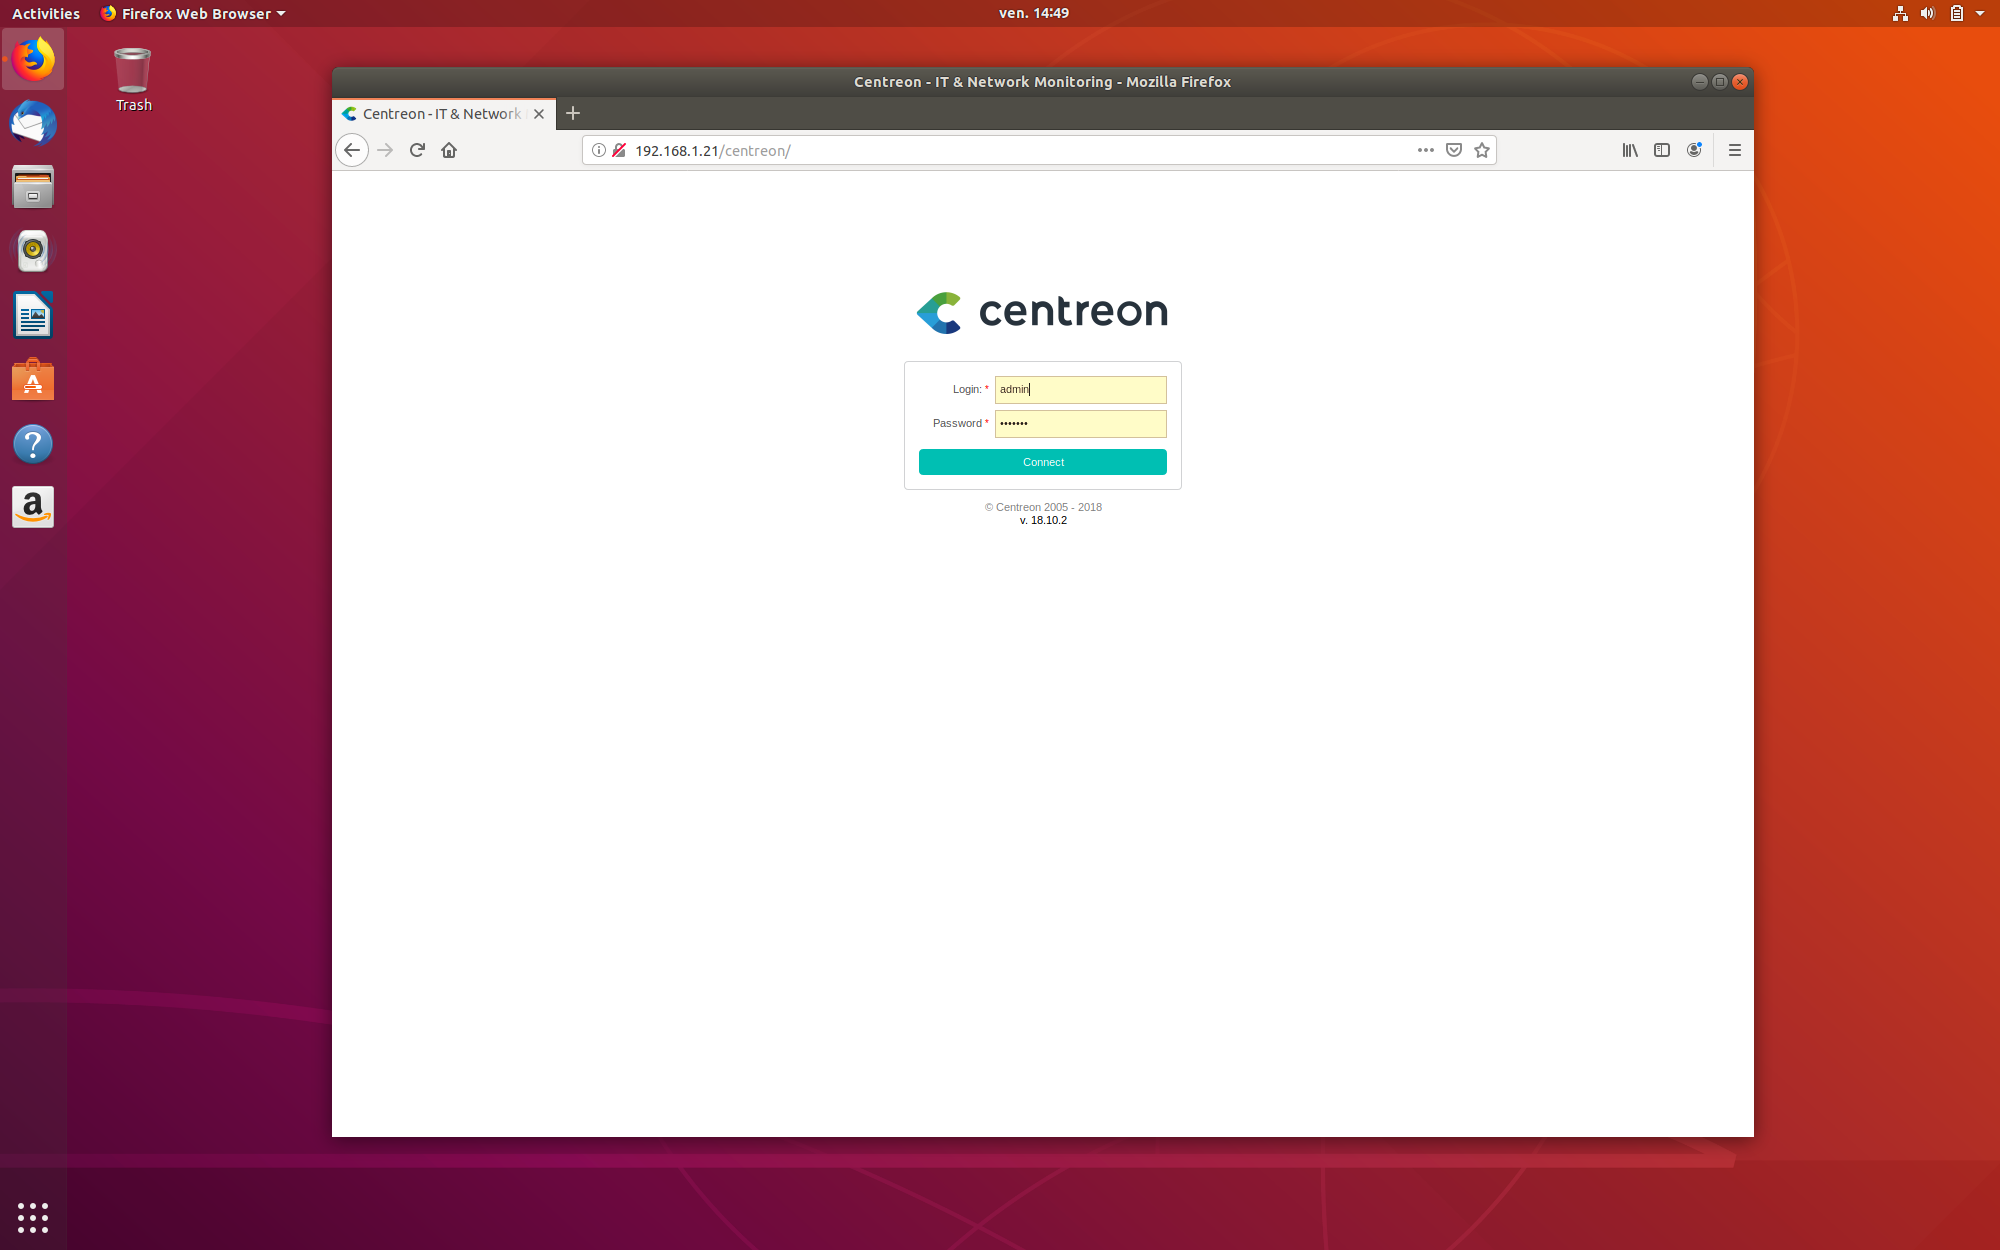 Activities
Firefox Web Browser
ven. 14:49
Trash
Centreon - IT & Network Monitoring - Mozilla Firefox
Centreon - IT & Network
192.168.1.21/centreon/
centreon
Login: *
admin
Password *
•••••••
Connect
© Centreon 2005 - 2018
v. 18.10.2